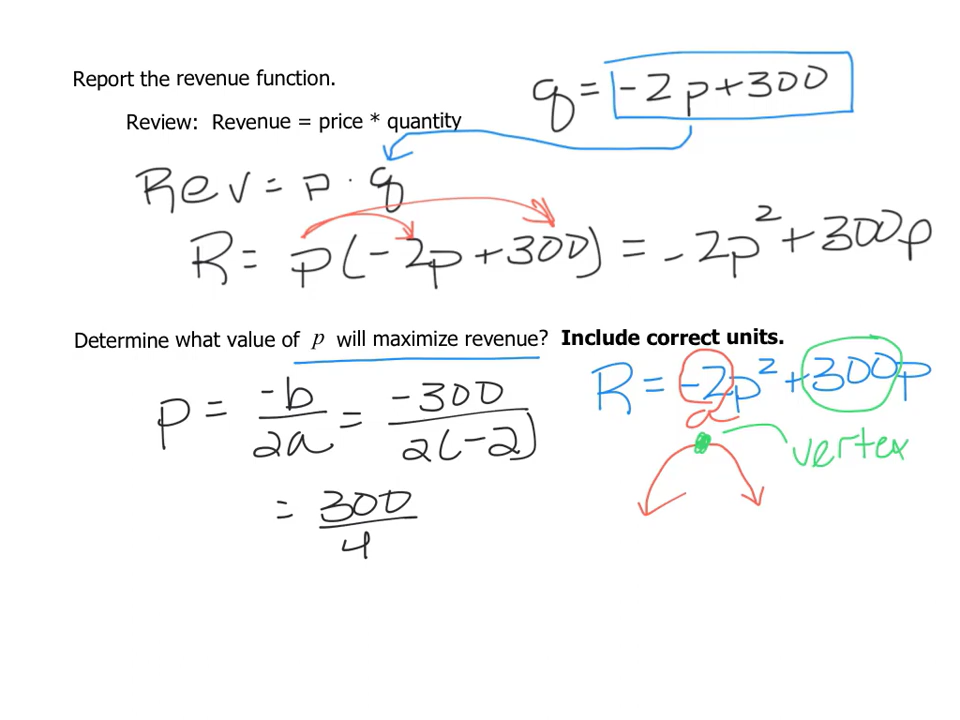 Report the revenue function.
q = -2p+300
Review: Revenue = price * quantity
Rev = p · q
R = p(-2p+300) = -2p²+300p
Determine what value of p will maximize revenue? Include correct units.
R = -2p²+300p
a
p = -b/2a = -300/2(-2)
vertex
= 300/4